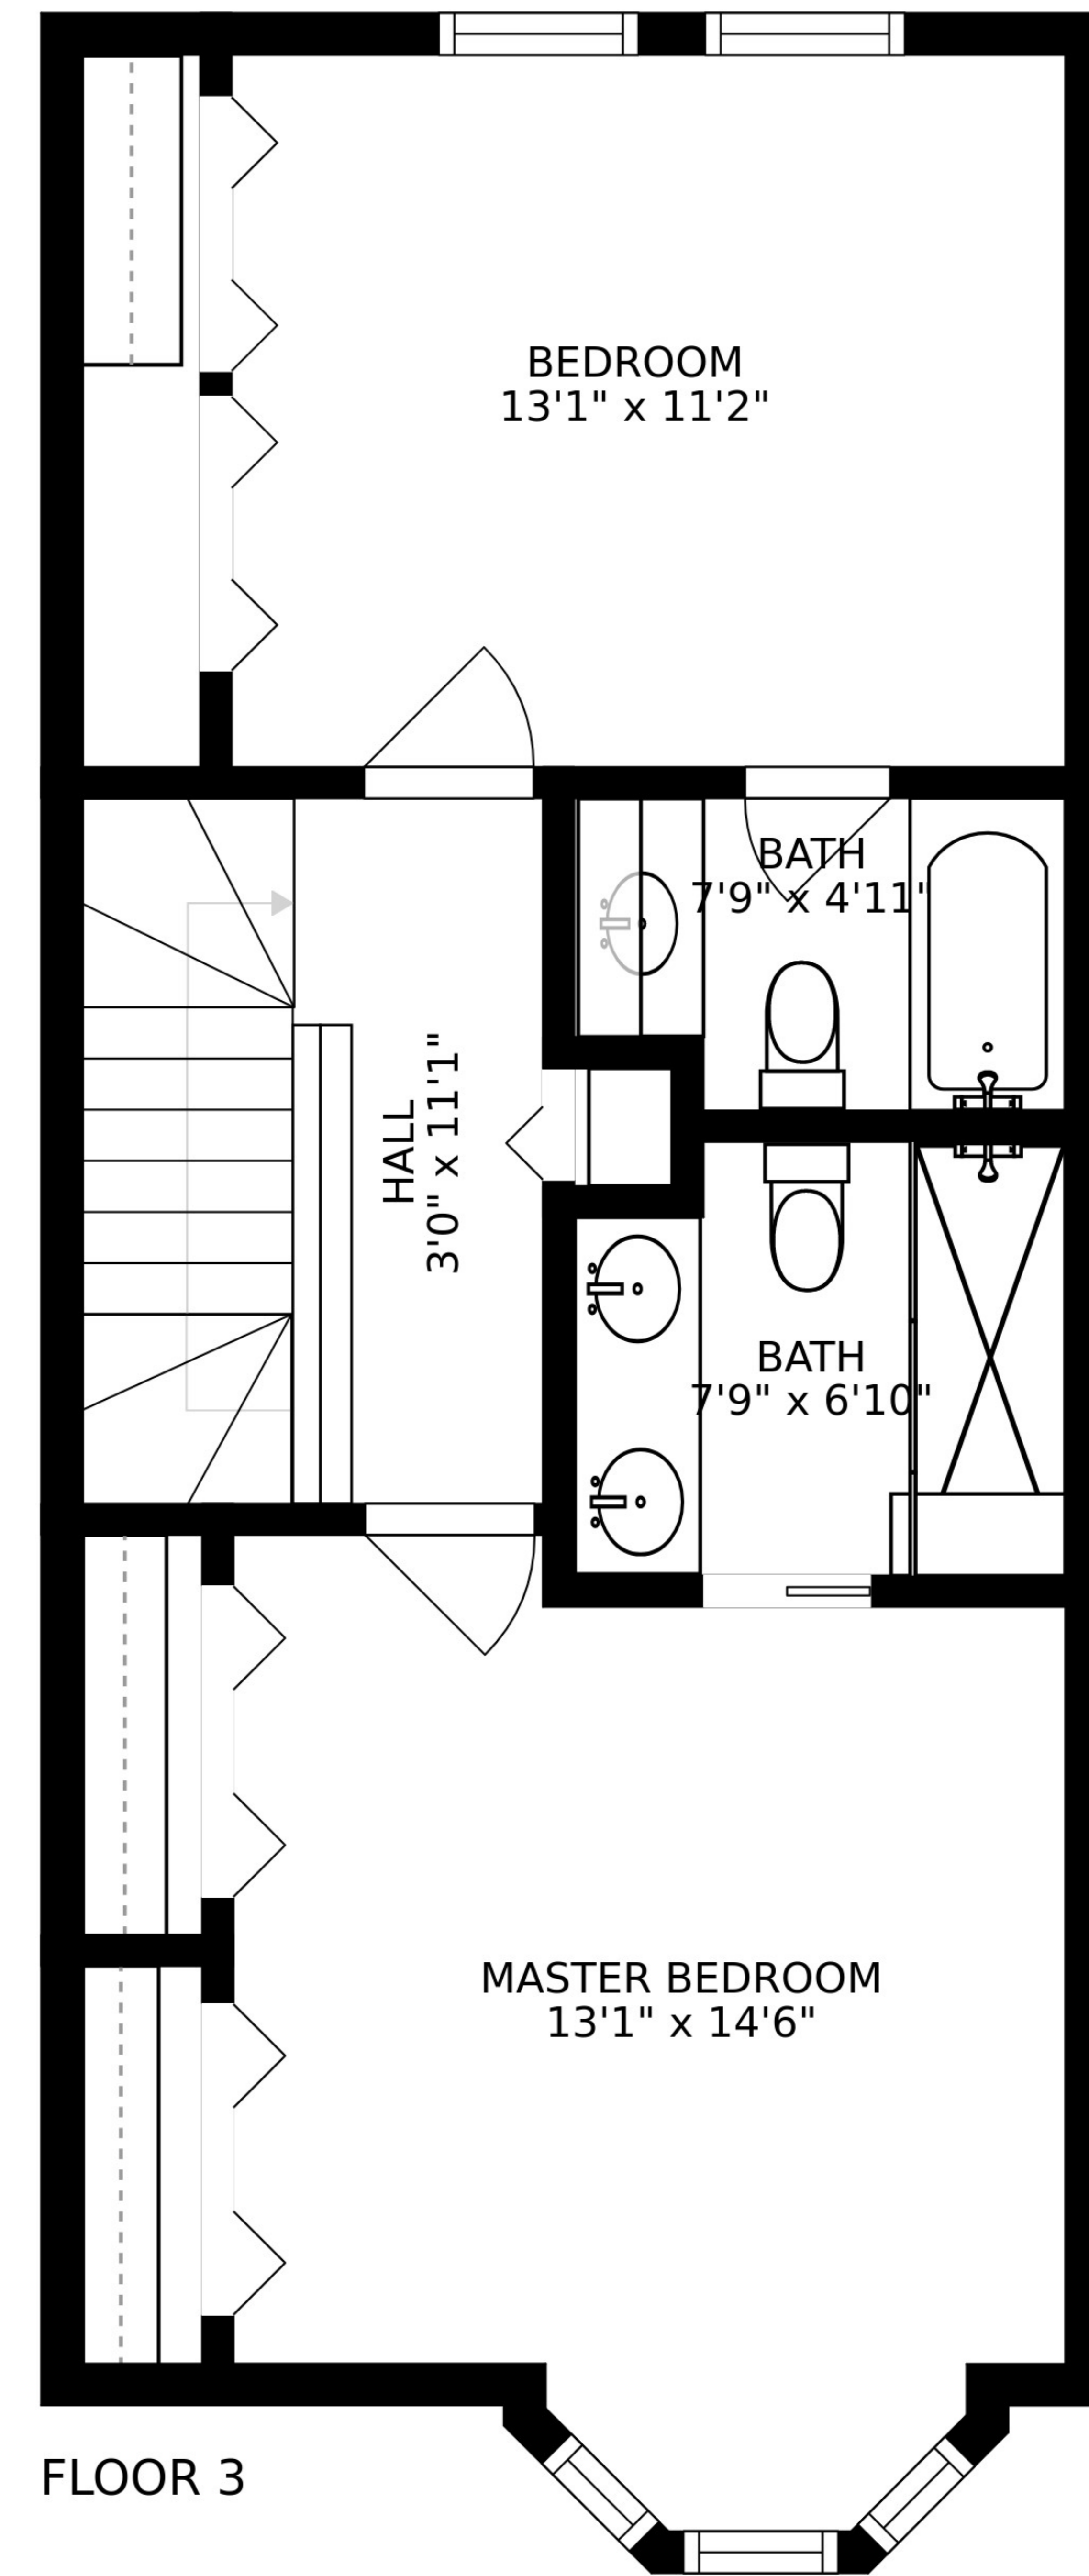 BEDROOM
13'1" x 11'2"
BATH
7'9" x 4'11"
HALL
3'0" x 11'1"
BATH
7'9" x 6'10"
MASTER BEDROOM
13'1" x 14'6"
FLOOR 3